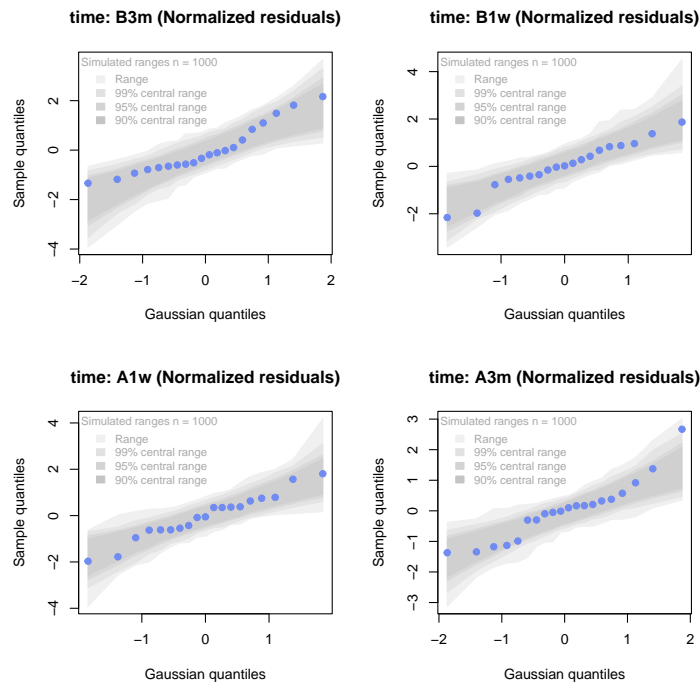 time: B3m (Normalized residuals)
Simulated ranges n = 1000
Range
99% central range
95% central range
90% central range
Sample quantiles
2
0
−2
−4
−2 −1 0 1 2
Gaussian quantiles
time: B1w (Normalized residuals)
Simulated ranges n = 1000
Range
99% central range
95% central range
90% central range
Sample quantiles
4
2
0
−2
−1 0 1
Gaussian quantiles
time: A1w (Normalized residuals)
Simulated ranges n = 1000
Range
99% central range
95% central range
90% central range
Sample quantiles
4
2
0
−2
−4
−1 0 1
Gaussian quantiles
time: A3m (Normalized residuals)
Simulated ranges n = 1000
Range
99% central range
95% central range
90% central range
Sample quantiles
3
2
1
0
−1
−2
−3
−2 −1 0 1 2
Gaussian quantiles